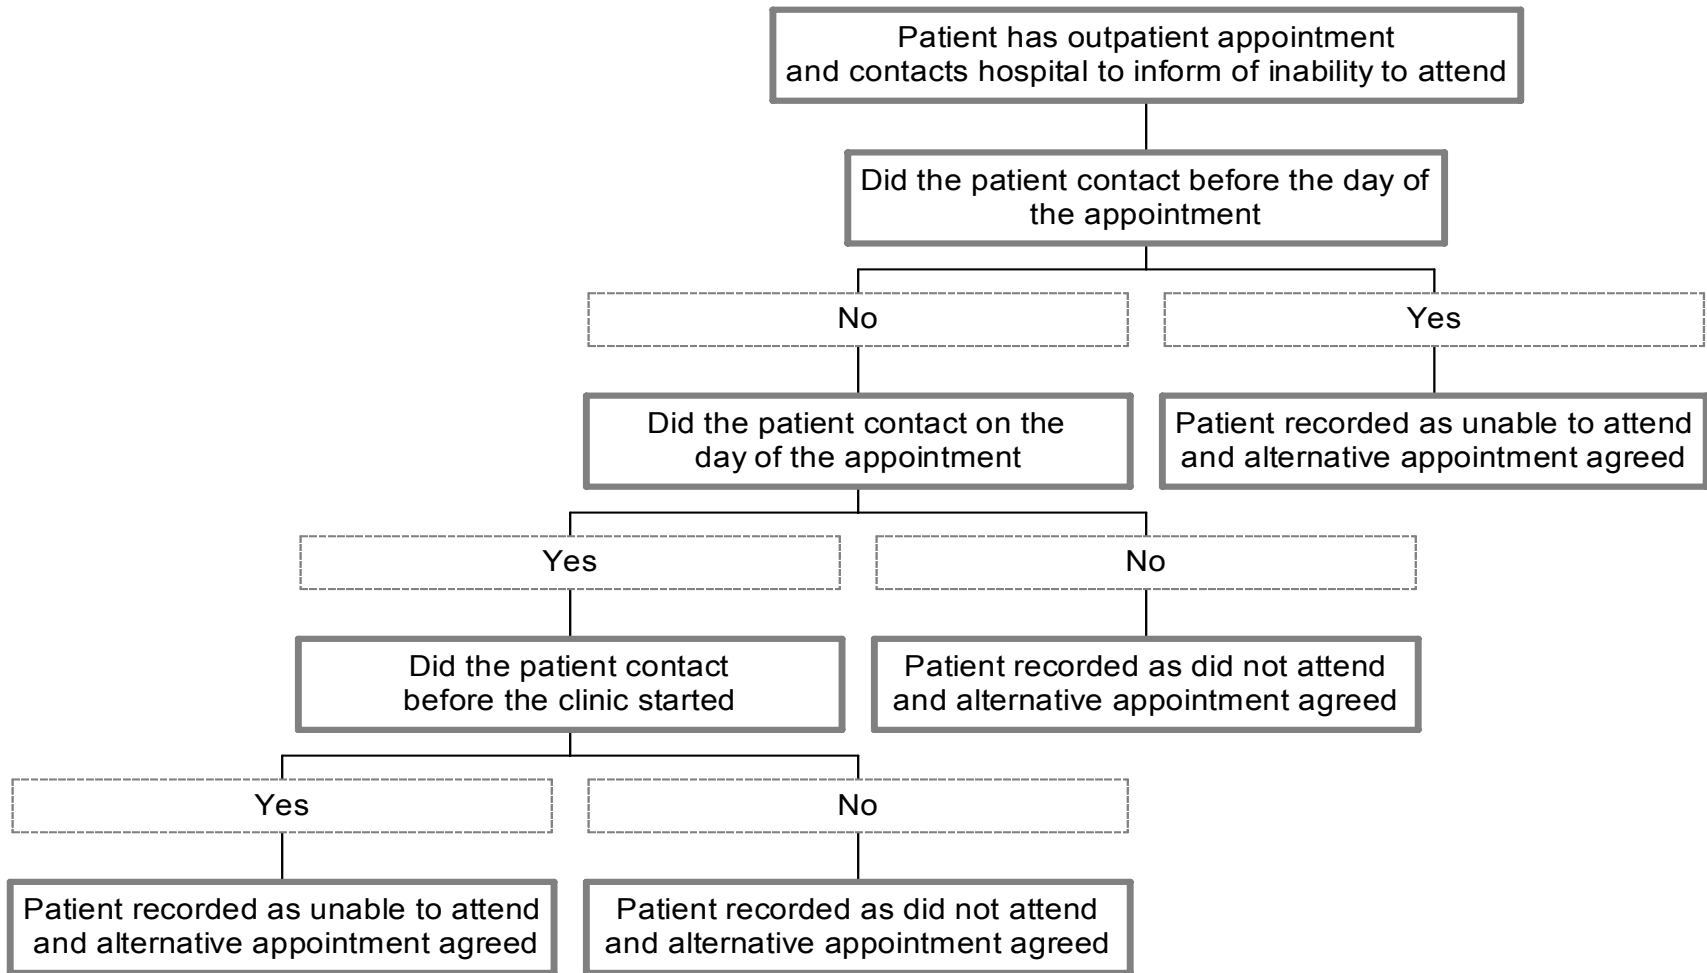 Patient has outpatient appointment
and contacts hospital to inform of inability to attend
Did the patient contact before the day of
the appointment
No
Yes
Did the patient contact on the
day of the appointment
Patient recorded as unable to attend
and alternative appointment agreed
Yes
No
Did the patient contact
before the clinic started
Patient recorded as did not attend
and alternative appointment agreed
Yes
No
Patient recorded as unable to attend
and alternative appointment agreed
Patient recorded as did not attend
and alternative appointment agreed